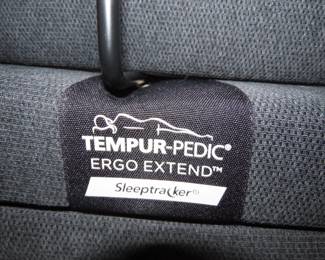 TEMPUR-PEDIC®
ERGO EXTEND™
Sleeptracker®